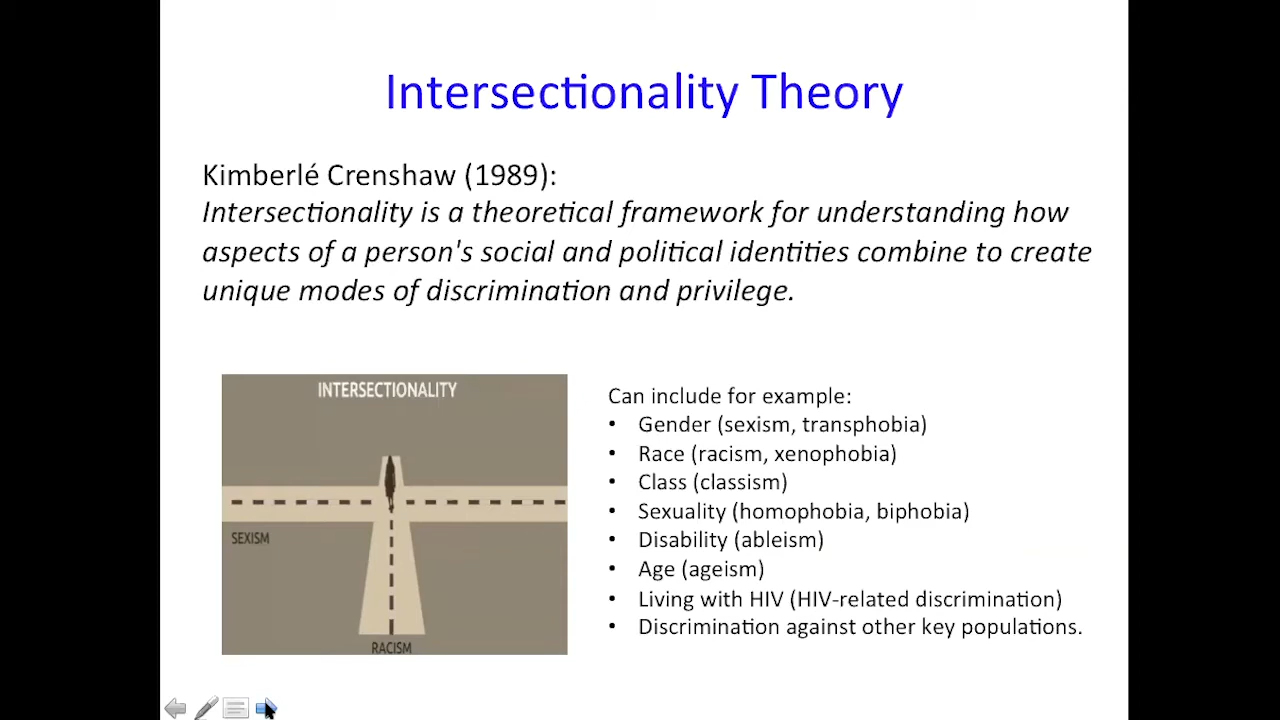 Intersectionality Theory
Kimberlé Crenshaw (1989):
Intersectionality is a theoretical framework for understanding how
aspects of a person's social and political identities combine to create
unique modes of discrimination and privilege.
INTERSECTIONALITY
SEXISM
RACISM
Can include for example:
• Gender (sexism, transphobia)
• Race (racism, xenophobia)
• Class (classism)
• Sexuality (homophobia, biphobia)
• Disability (ableism)
• Age (ageism)
• Living with HIV (HIV-related discrimination)
• Discrimination against other key populations.